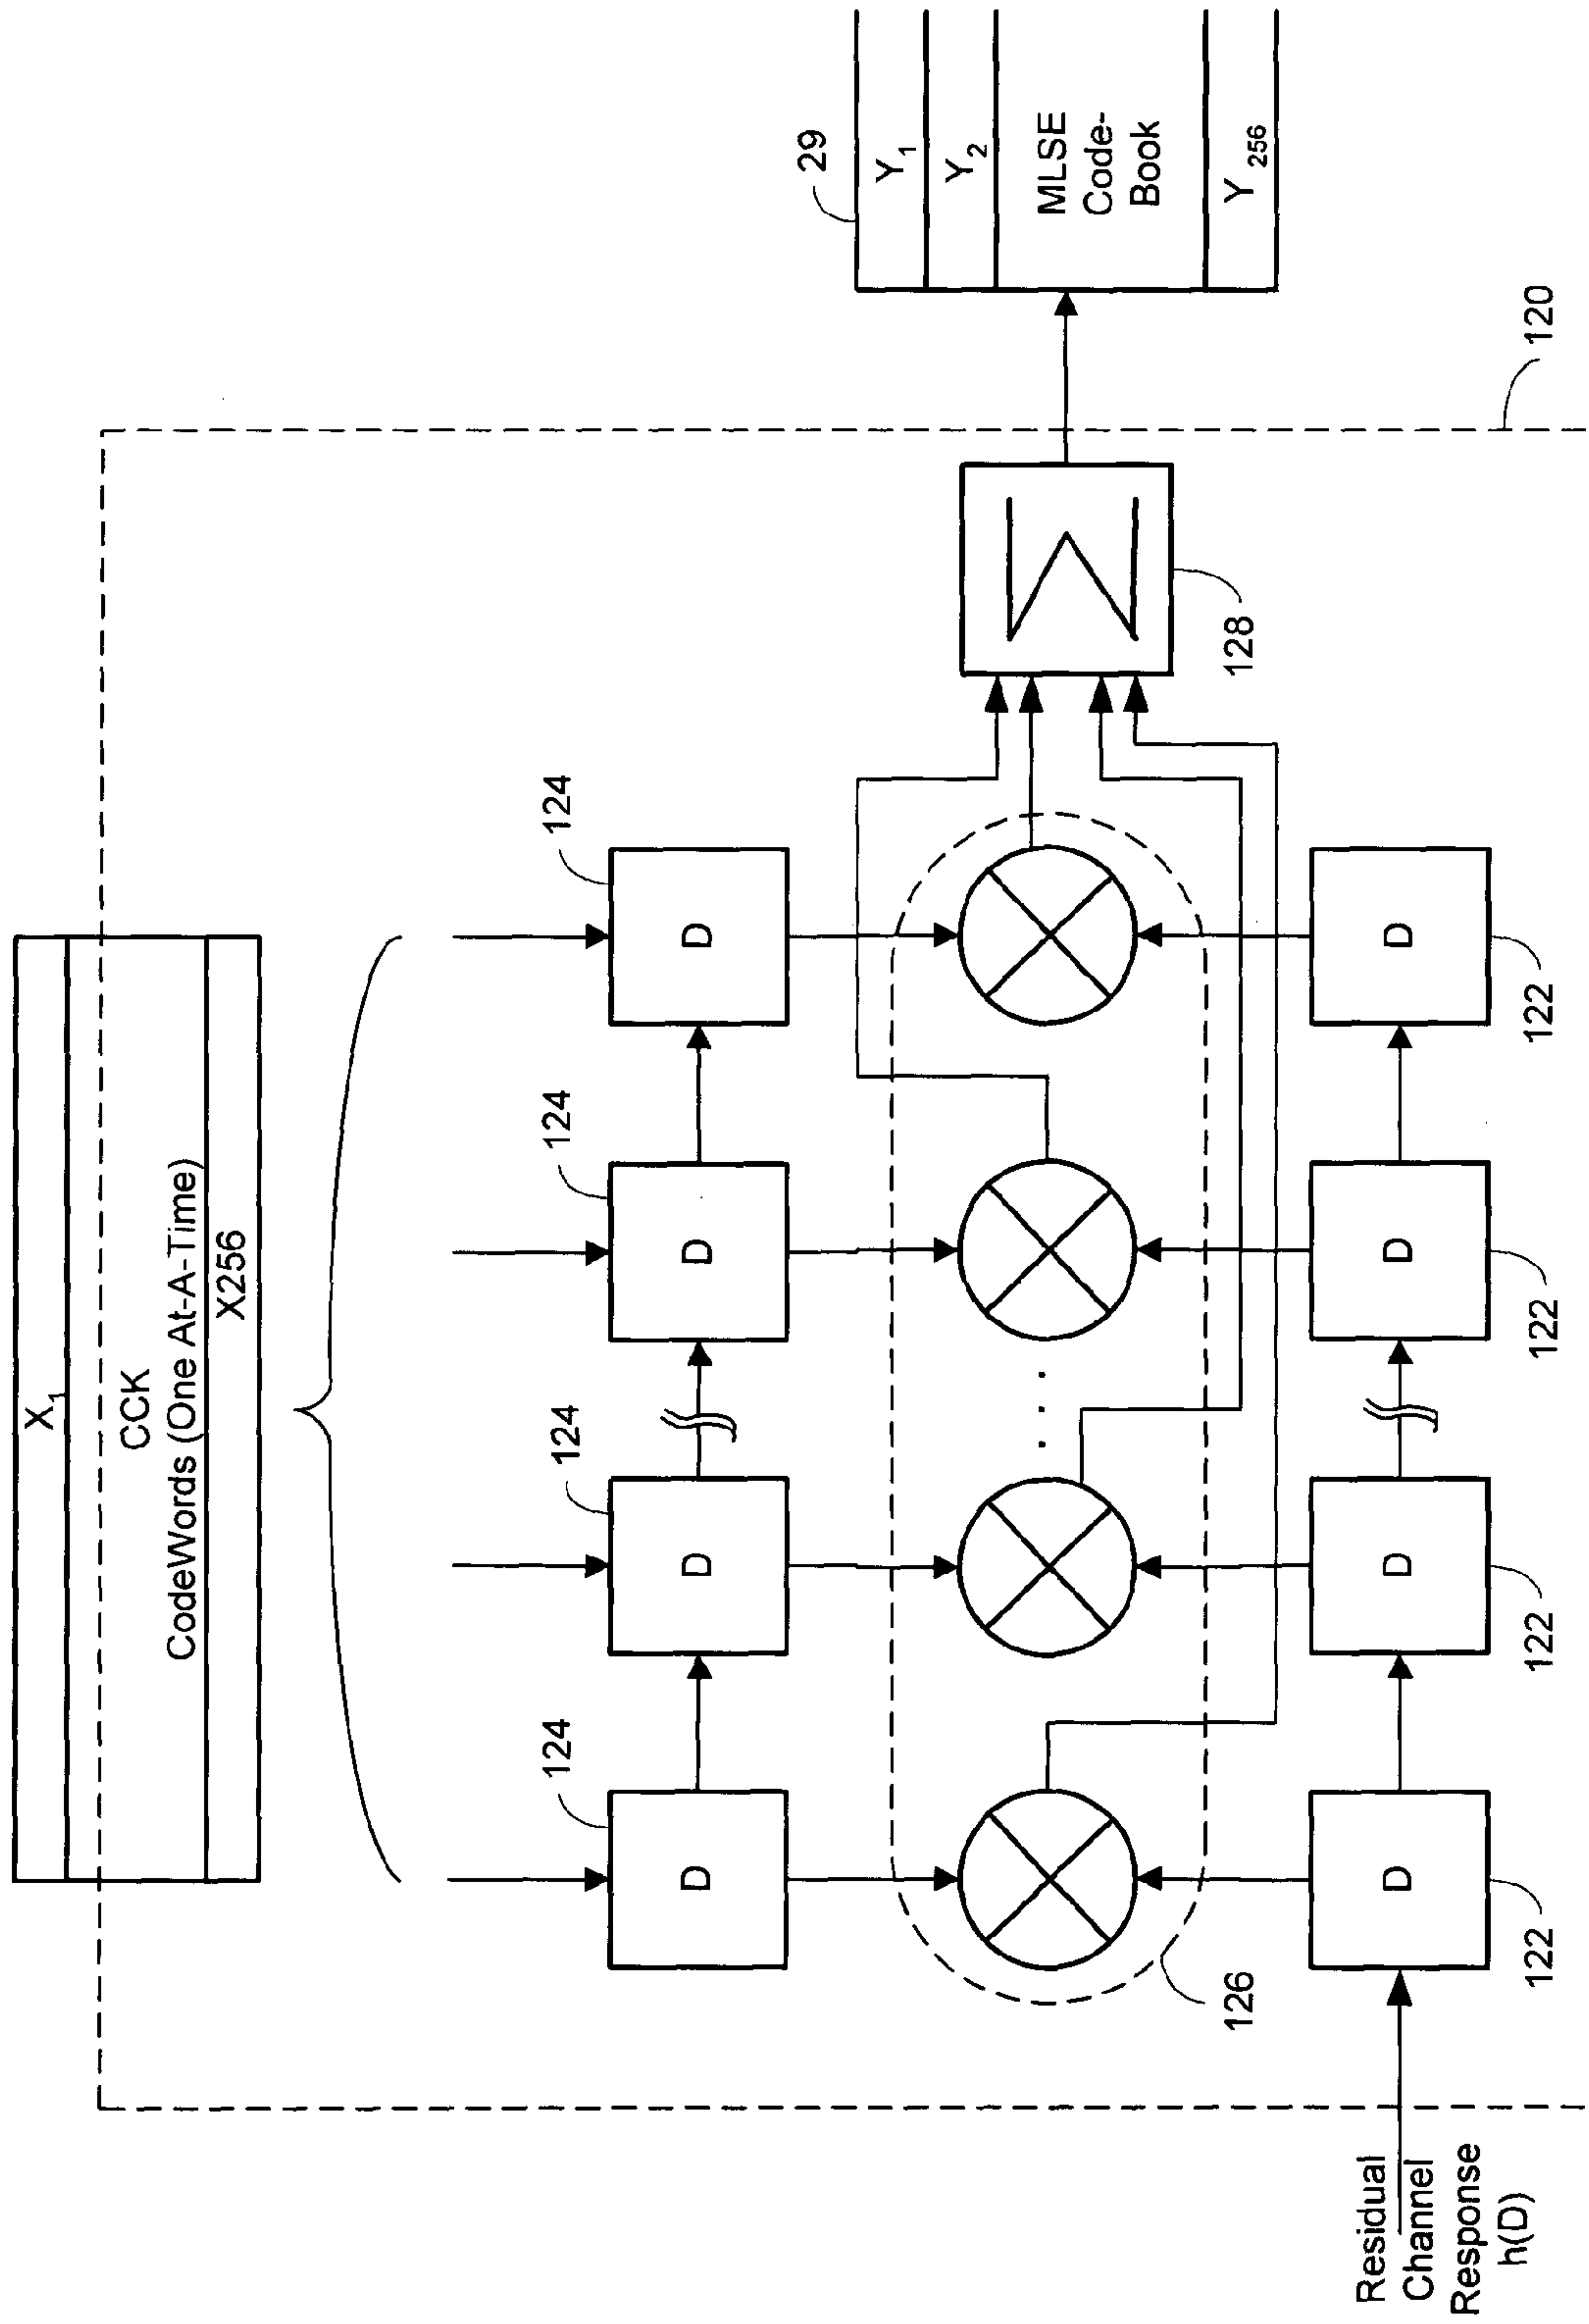 X1
CCK
CodeWords (One At-A-Time)
X256
124
124
124
124
D
D
D
D
29
Y1
Y2
MLSE
Code-
Book
Y256
. . . .
126
128
D
D
D
D
122
122
122
122
Residual
Channel
Response
h(D)
120